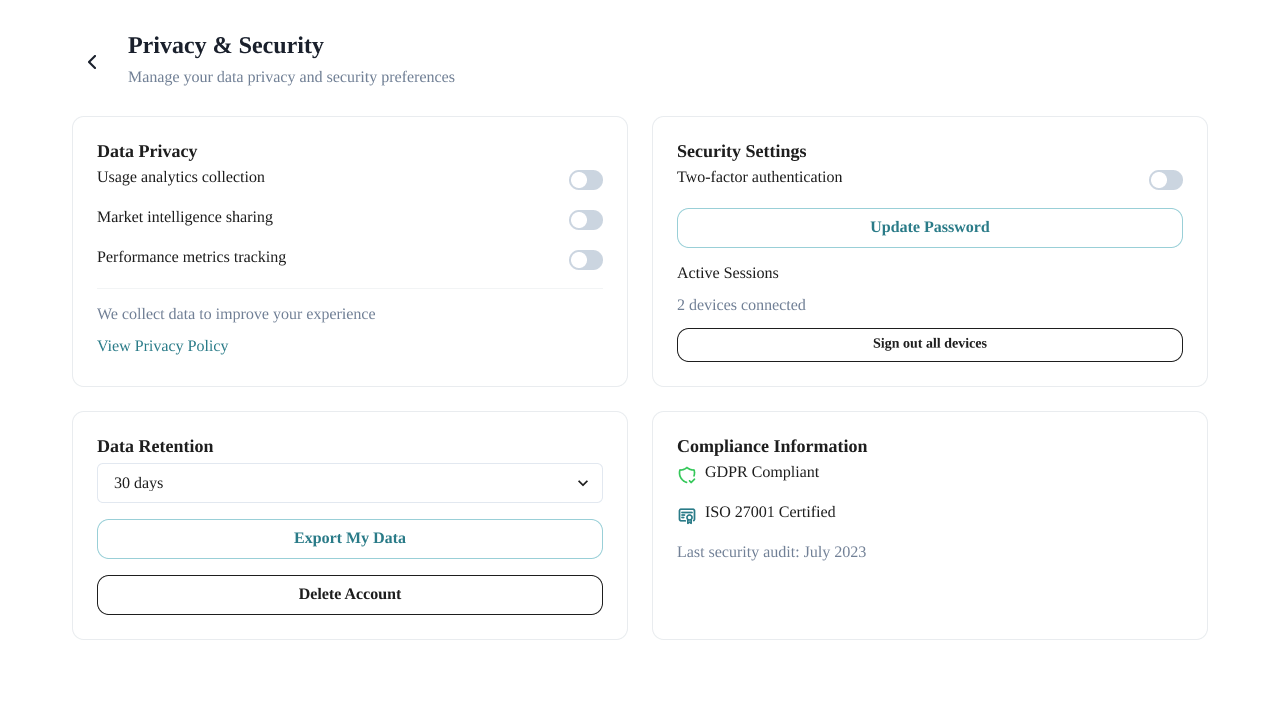 Privacy & Security
Manage your data privacy and security preferences
Data Privacy
Usage analytics collection
Market intelligence sharing
Performance metrics tracking
We collect data to improve your experience
View Privacy Policy
Security Settings
Two-factor authentication
Update Password
Active Sessions
2 devices connected
Sign out all devices
Data Retention
30 days
Export My Data
Delete Account
Compliance Information
GDPR Compliant
ISO 27001 Certified
Last security audit: July 2023